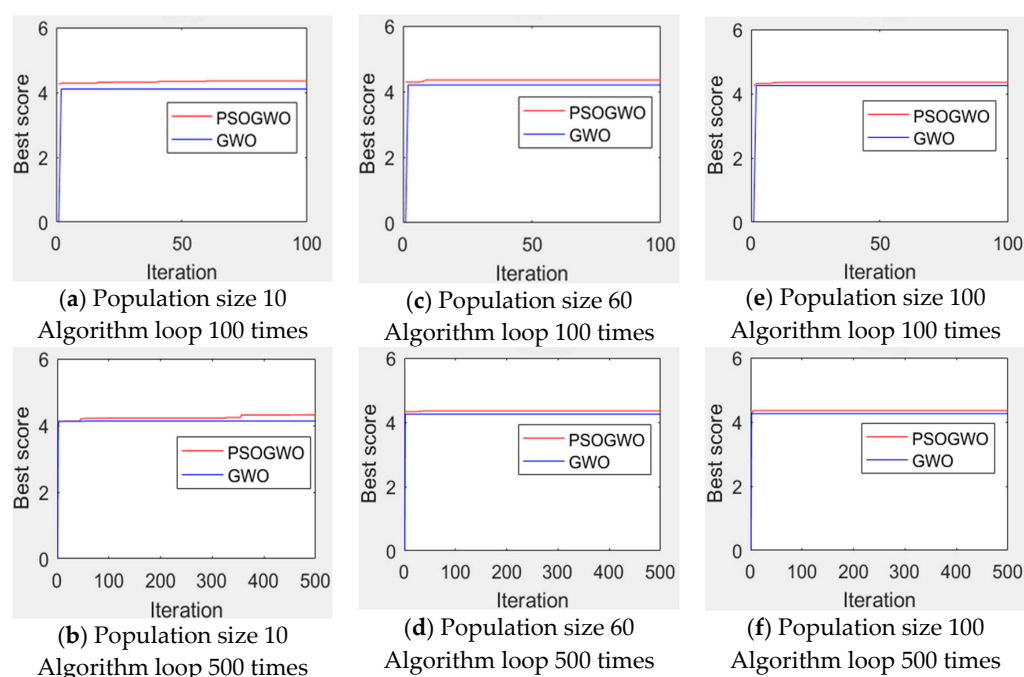 6
4
2
0
Best score
PSOGWO
GWO
0 50 100
Iteration
(a) Population size 10
Algorithm loop 100 times
6
4
2
0
Best score
PSOGWO
GWO
0 50 100
Iteration
(c) Population size 60
Algorithm loop 100 times
6
4
2
0
Best score
PSOGWO
GWO
0 50 100
Iteration
(e) Population size 100
Algorithm loop 100 times
6
4
2
0
Best score
PSOGWO
GWO
0 100 200 300 400 500
Iteration
(b) Population size 10
Algorithm loop 500 times
6
4
2
0
Best score
PSOGWO
GWO
0 100 200 300 400 500
Iteration
(d) Population size 60
Algorithm loop 500 times
6
4
2
0
Best score
PSOGWO
GWO
0 100 200 300 400 500
Iteration
(f) Population size 100
Algorithm loop 500 times